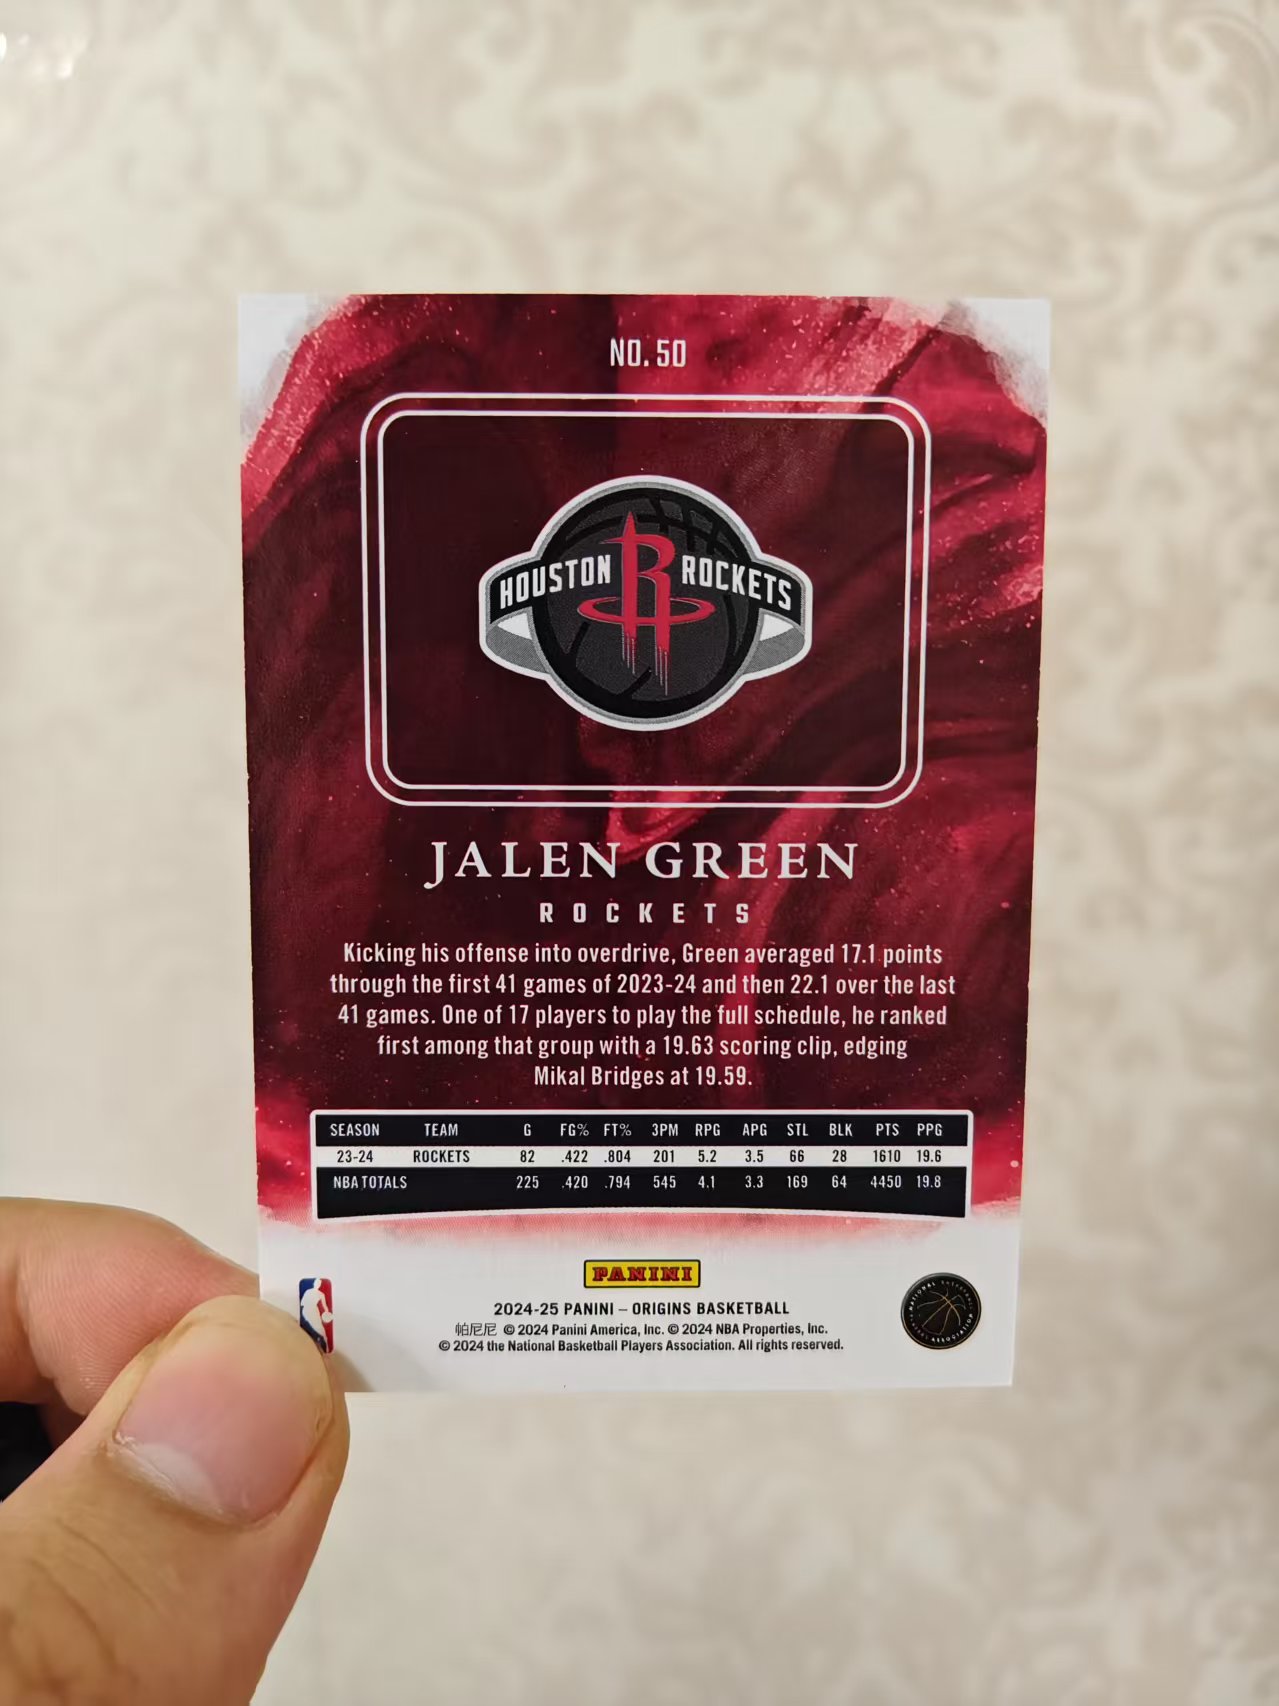 NO. 50
HOUSTON R ROCKETS
JALEN GREEN
ROCKETS
Kicking his offense into overdrive, Green averaged 17.1 points
through the first 41 games of 2023-24 and then 22.1 over the last
41 games. One of 17 players to play the full schedule, he ranked
first among that group with a 19.63 scoring clip, edging
Mikal Bridges at 19.59.
SEASON TEAM G FG% FT% 3PM RPG APG STL BLK PTS PPG
23-24 ROCKETS 82 .422 .804 201 5.2 3.5 66 28 1610 19.6
NBA TOTALS 225 .420 .794 545 4.1 3.3 169 64 4450 19.8
PANINI
2024-25 PANINI – ORIGINS BASKETBALL
帕尼尼 © 2024 Panini America, Inc. © 2024 NBA Properties, Inc.
© 2024 the National Basketball Players Association. All rights reserved.
NATIONAL BASKETBALL PLAYERS ASSOCIATION